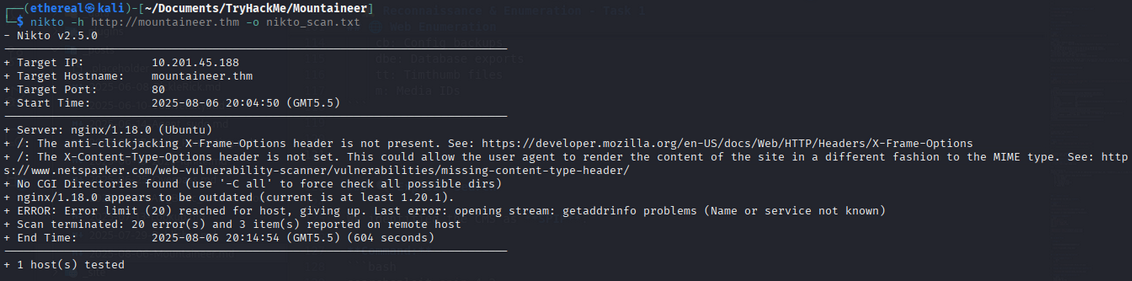 ┌──(ethereal㉿kali)-[~/Documents/TryHackMe/Mountaineer]
└─$ nikto -h http://mountaineer.thm -o nikto_scan.txt
- Nikto v2.5.0
+ Target IP: 10.201.45.188
+ Target Hostname: mountaineer.thm
+ Target Port: 80
+ Start Time: 2025-08-06 20:04:50 (GMT5.5)
+ Server: nginx/1.18.0 (Ubuntu)
+ /: The anti-clickjacking X-Frame-Options header is not present. See: https://developer.mozilla.org/en-US/docs/Web/HTTP/Headers/X-Frame-Options
+ /: The X-Content-Type-Options header is not set. This could allow the user agent to render the content of the site in a different fashion to the MIME type. See: http
s://www.netsparker.com/web-vulnerability-scanner/vulnerabilities/missing-content-type-header/
+ No CGI Directories found (use '-C all' to force check all possible dirs)
+ nginx/1.18.0 appears to be outdated (current is at least 1.20.1).
+ ERROR: Error limit (20) reached for host, giving up. Last error: opening stream: getaddrinfo problems (Name or service not known)
+ Scan terminated: 20 error(s) and 3 item(s) reported on remote host
+ End Time: 2025-08-06 20:14:54 (GMT5.5) (604 seconds)
+ 1 host(s) tested